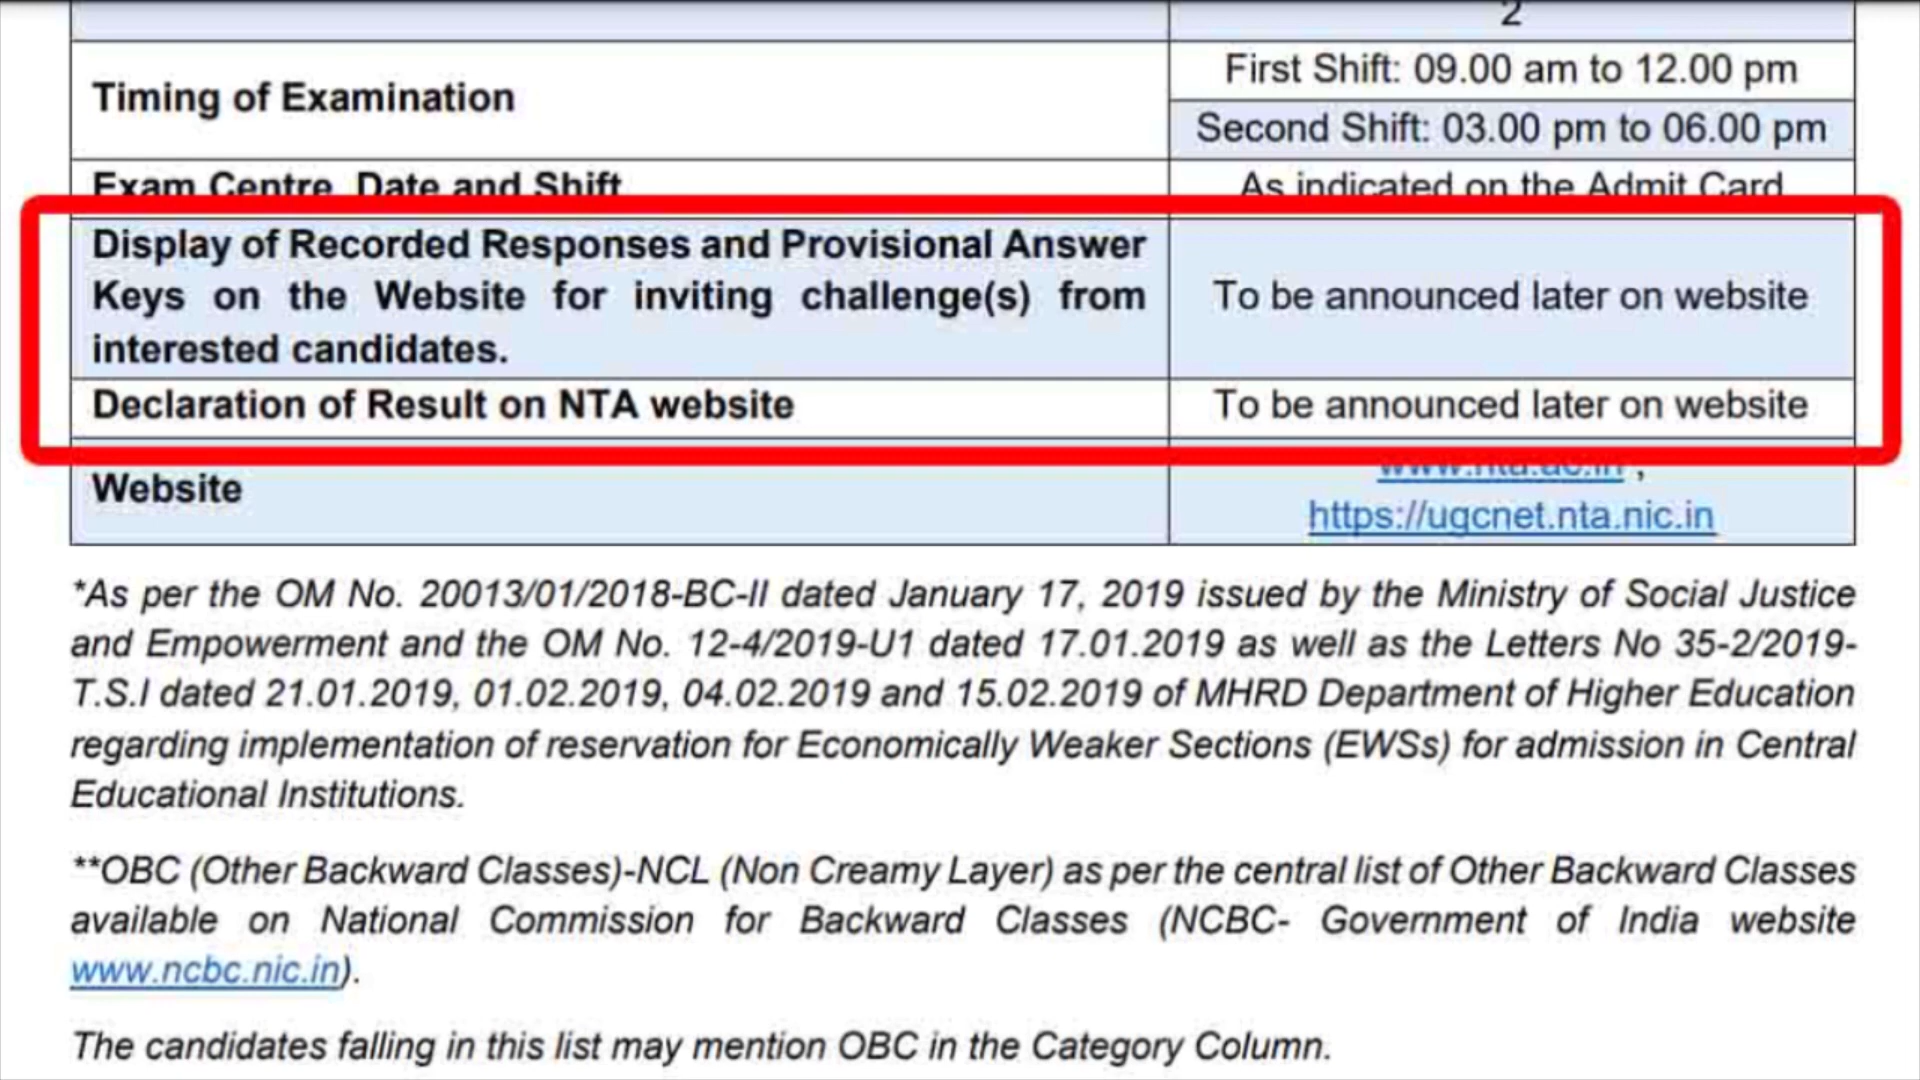 2
Timing of Examination
First Shift: 09.00 am to 12.00 pm
Second Shift: 03.00 pm to 06.00 pm
Exam Centre, Date and Shift
As indicated on the Admit Card
Display of Recorded Responses and Provisional Answer
Keys on the Website for inviting challenge(s) from
interested candidates.
To be announced later on website
Declaration of Result on NTA website
To be announced later on website
Website
www.nta.ac.in ,
https://ugcnet.nta.nic.in
*As per the OM No. 20013/01/2018-BC-II dated January 17, 2019 issued by the Ministry of Social Justice
and Empowerment and the OM No. 12-4/2019-U1 dated 17.01.2019 as well as the Letters No 35-2/2019-
T.S.I dated 21.01.2019, 01.02.2019, 04.02.2019 and 15.02.2019 of MHRD Department of Higher Education
regarding implementation of reservation for Economically Weaker Sections (EWSs) for admission in Central
Educational Institutions.
**OBC (Other Backward Classes)-NCL (Non Creamy Layer) as per the central list of Other Backward Classes
available on National Commission for Backward Classes (NCBC- Government of India website
www.ncbc.nic.in).
The candidates falling in this list may mention OBC in the Category Column.